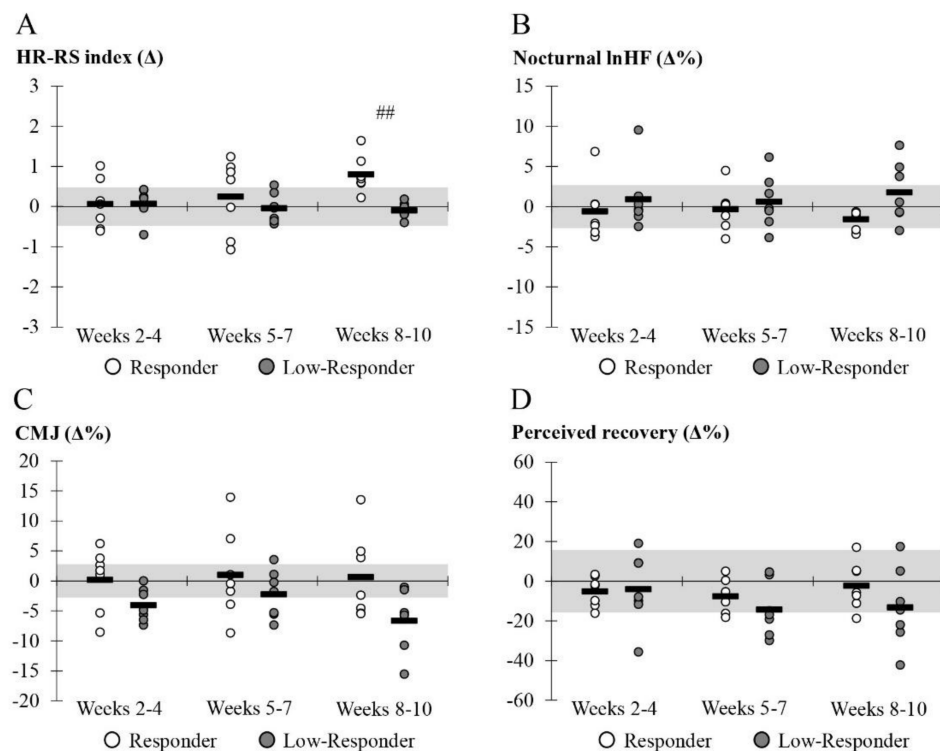 A
HR-RS index (Δ)
3
2
1
0
-1
-2
-3
##
Weeks 2-4 Weeks 5-7 Weeks 8-10
Responder Low-Responder
B
Nocturnal lnHF (Δ%)
15
10
5
0
-5
-10
-15
Weeks 2-4 Weeks 5-7 Weeks 8-10
Responder Low-Responder
C
CMJ (Δ%)
20
15
10
5
0
-5
-10
-15
-20
Weeks 2-4 Weeks 5-7 Weeks 8-10
Responder Low-Responder
D
Perceived recovery (Δ%)
60
40
20
0
-20
-40
-60
Weeks 2-4 Weeks 5-7 Weeks 8-10
Responder Low-Responder